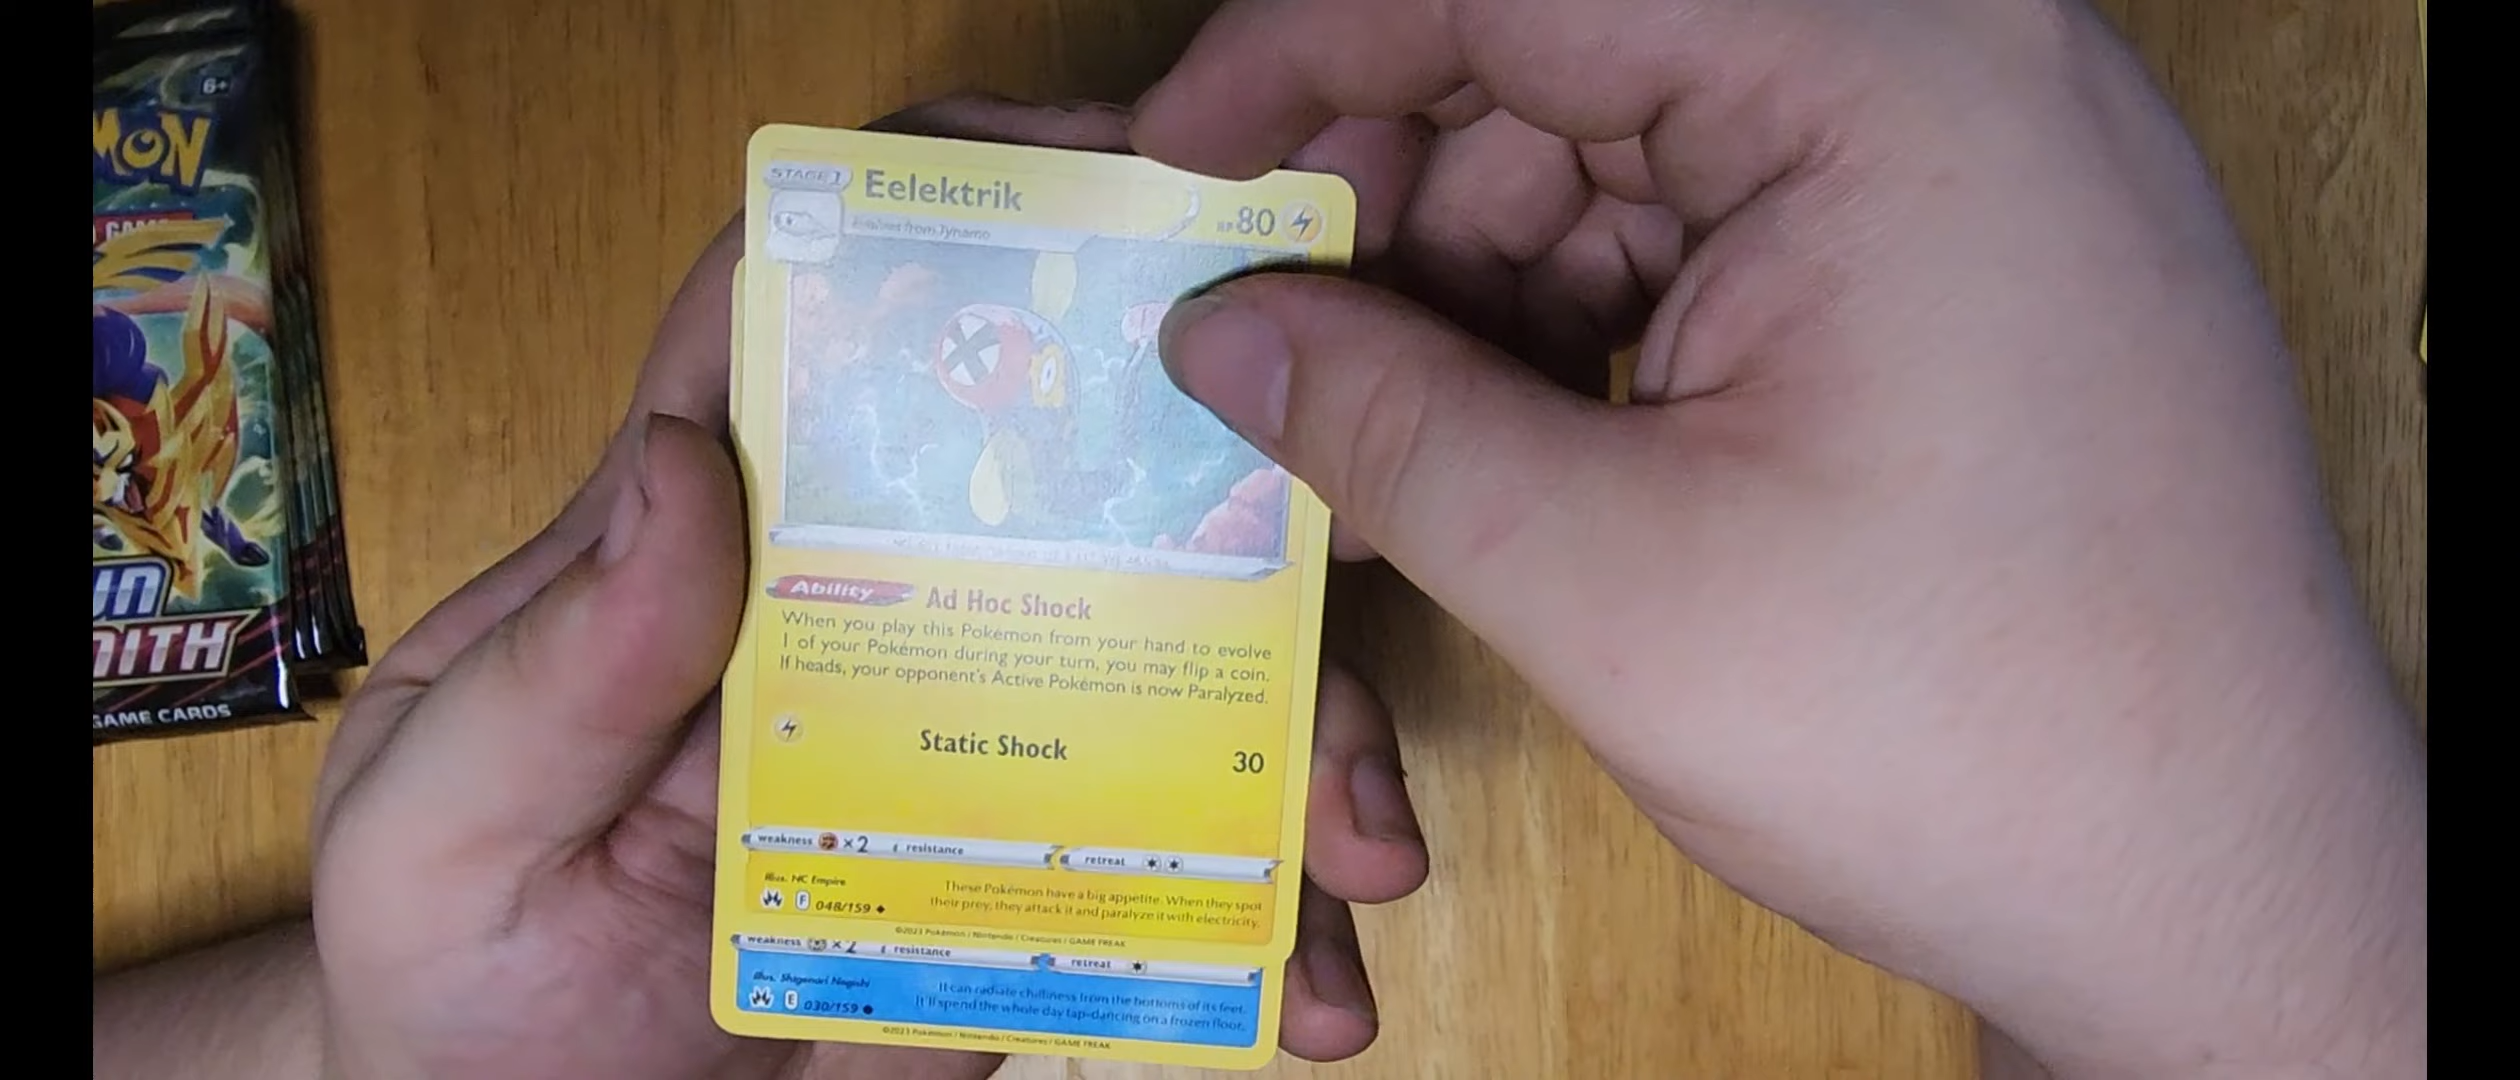 6+
MON
GAME
UN
NITH
GAME CARDS
STAGE 1
Eelektrik
HP 80
Evolves from Tynamo
Ability
Ad Hoc Shock
When you play this Pokémon from your hand to evolve
1 of your Pokémon during your turn, you may flip a coin.
If heads, your opponent's Active Pokémon is now Paralyzed.
Static Shock
30
weakness ×2 resistance retreat
Illus. NC Empire
F 048/159
These Pokémon have a big appetite. When they spot
their prey, they attack it and paralyze it with electricity.
©2023 Pokémon / Nintendo / Creatures / GAME FREAK
weakness ×2 resistance retreat
Illus. Shigenori Negishi
E 030/159
It can radiate chilliness from the bottoms of its feet.
It'll spend the whole day tap-dancing on a frozen floor.
©2023 Pokémon / Nintendo / Creatures / GAME FREAK